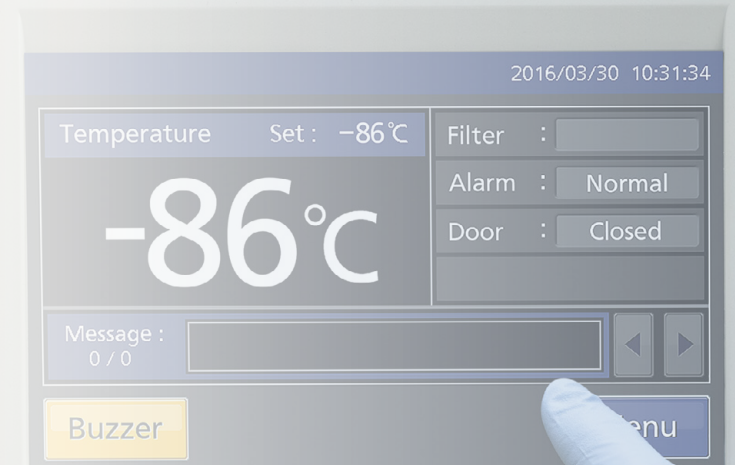 2016/03/30 10:31:34
Temperature Set : −86℃
-86℃
Filter :
Alarm : Normal
Door : Closed
Message :
0 / 0
Buzzer